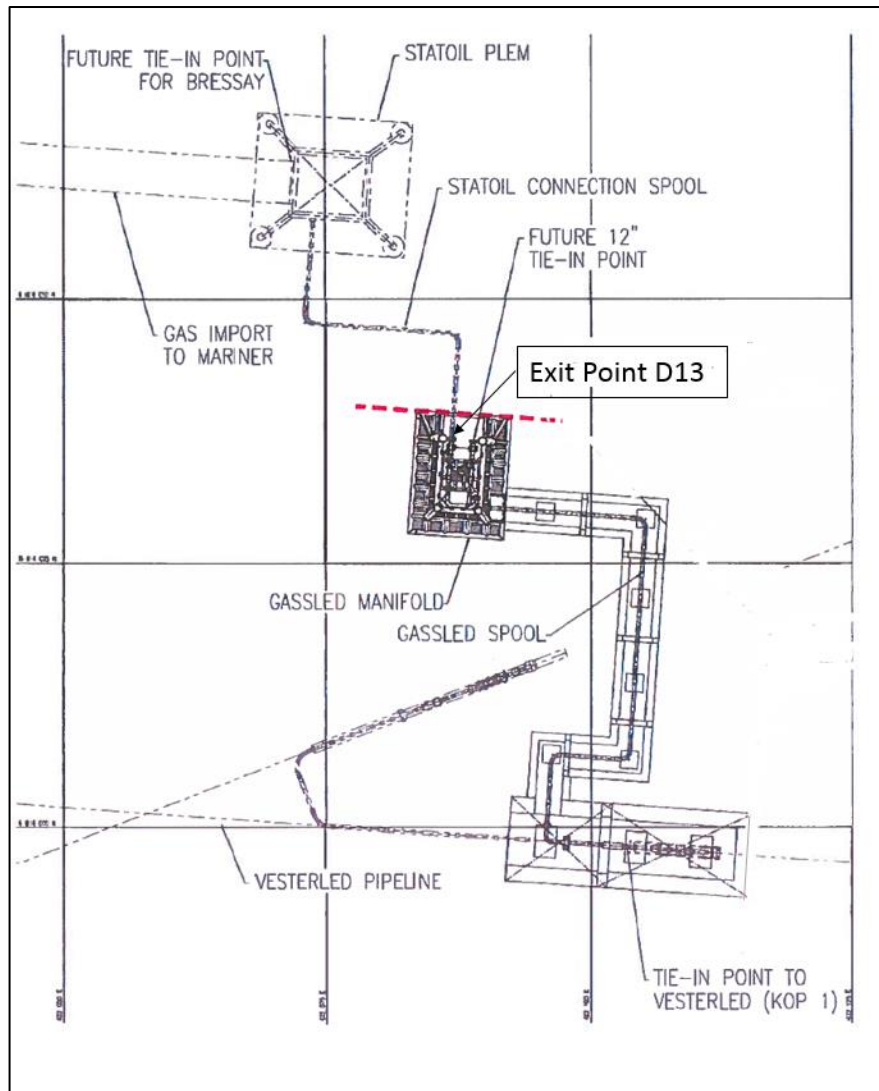 FUTURE TIE-IN POINT
FOR BRESSAY
STATOIL PLEM
STATOIL CONNECTION SPOOL
FUTURE 12"
TIE-IN POINT
GAS IMPORT
TO MARINER
Exit Point D13
GASSLED MANIFOLD
GASSLED SPOOL
VESTERLED PIPELINE
TIE-IN POINT TO
VESTERLED (KOP 1)